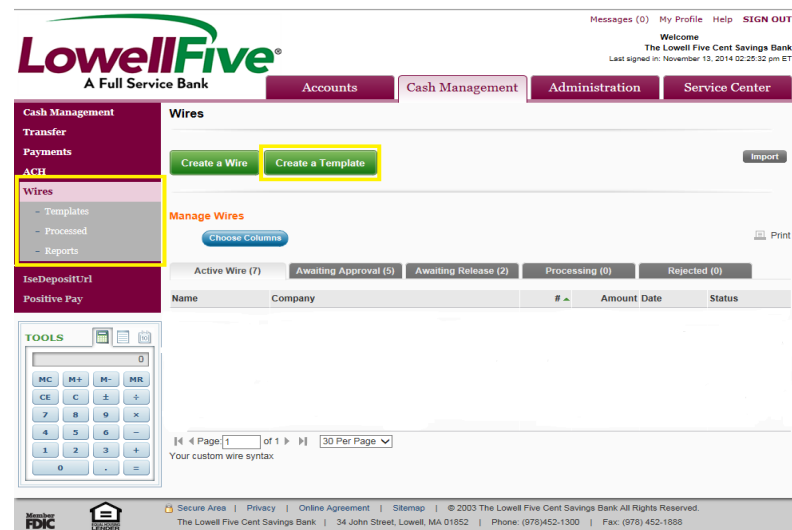 Messages (0) My Profile Help SIGN OUT
Welcome
The Lowell Five Cent Savings Bank
Last signed in: November 13, 2014 02:25:32 pm ET
LowellFive®
A Full Service Bank
Accounts Cash Management Administration Service Center
Cash Management
Transfer
Payments
ACH
Wires
- Templates
- Processed
- Reports
IseDepositUrl
Positive Pay
Wires
Create a Wire Create a Template Import
Manage Wires
Choose Columns Print
Active Wire (7) Awaiting Approval (5) Awaiting Release (2) Processing (0) Rejected (0)
Name Company # Amount Date Status
TOOLS 10
0
MC M+ M- MR
CE C ± ÷
7 8 9 ×
4 5 6 −
1 2 3 +
0 . =
Page: 1 of 1 30 Per Page
Your custom wire syntax
Member
FDIC
EQUAL HOUSING
LENDER
Secure Area | Privacy | Online Agreement | Sitemap | © 2003 The Lowell Five Cent Savings Bank All Rights Reserved.
The Lowell Five Cent Savings Bank | 34 John Street, Lowell, MA 01852 | Phone: (978)452-1300 | Fax: (978) 452-1888